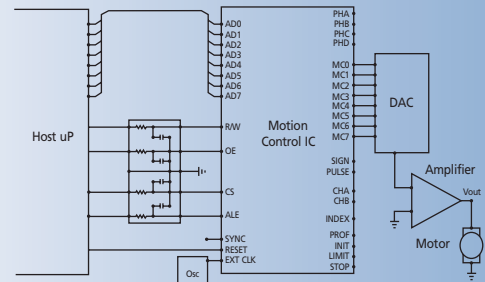 Host uP
AD0
AD1
AD2
AD3
AD4
AD5
AD6
AD7
R/W
OE
CS
ALE
SYNC
RESET
EXT CLK
Osc
Motion
Control IC
PHA
PHB
PHC
PHD
MC0
MC1
MC2
MC3
MC4
MC5
MC6
MC7
SIGN
PULSE
CHA
CHB
INDEX
PROF
INIT
LIMIT
STOP
DAC
Amplifier
Vout
Motor